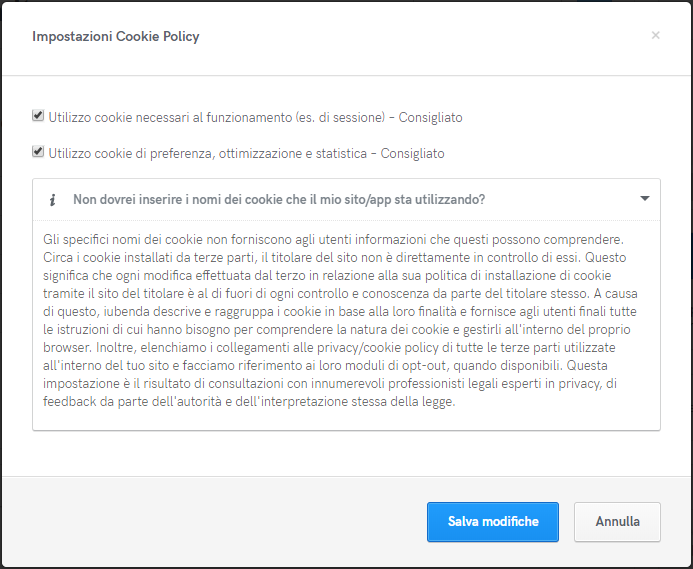 Impostazioni Cookie Policy
×
Utilizzo cookie necessari al funzionamento (es. di sessione) – Consigliato
Utilizzo cookie di preferenza, ottimizzazione e statistica – Consigliato
i Non dovrei inserire i nomi dei cookie che il mio sito/app sta utilizzando?
Gli specifici nomi dei cookie non forniscono agli utenti informazioni che questi possono comprendere.
Circa i cookie installati da terze parti, il titolare del sito non è direttamente in controllo di essi. Questo
significa che ogni modifica effettuata dal terzo in relazione alla sua politica di installazione di cookie
tramite il sito del titolare è al di fuori di ogni controllo e conoscenza da parte del titolare stesso. A causa
di questo, iubenda descrive e raggruppa i cookie in base alla loro finalità e fornisce agli utenti finali tutte
le istruzioni di cui hanno bisogno per comprendere la natura dei cookie e gestirli all'interno del proprio
browser. Inoltre, elenchiamo i collegamenti alle privacy/cookie policy di tutte le terze parti utilizzate
all'interno del tuo sito e facciamo riferimento ai loro moduli di opt-out, quando disponibili. Questa
impostazione è il risultato di consultazioni con innumerevoli professionisti legali esperti in privacy, di
feedback da parte dell'autorità e dell'interpretazione stessa della legge.
Salva modifiche
Annulla